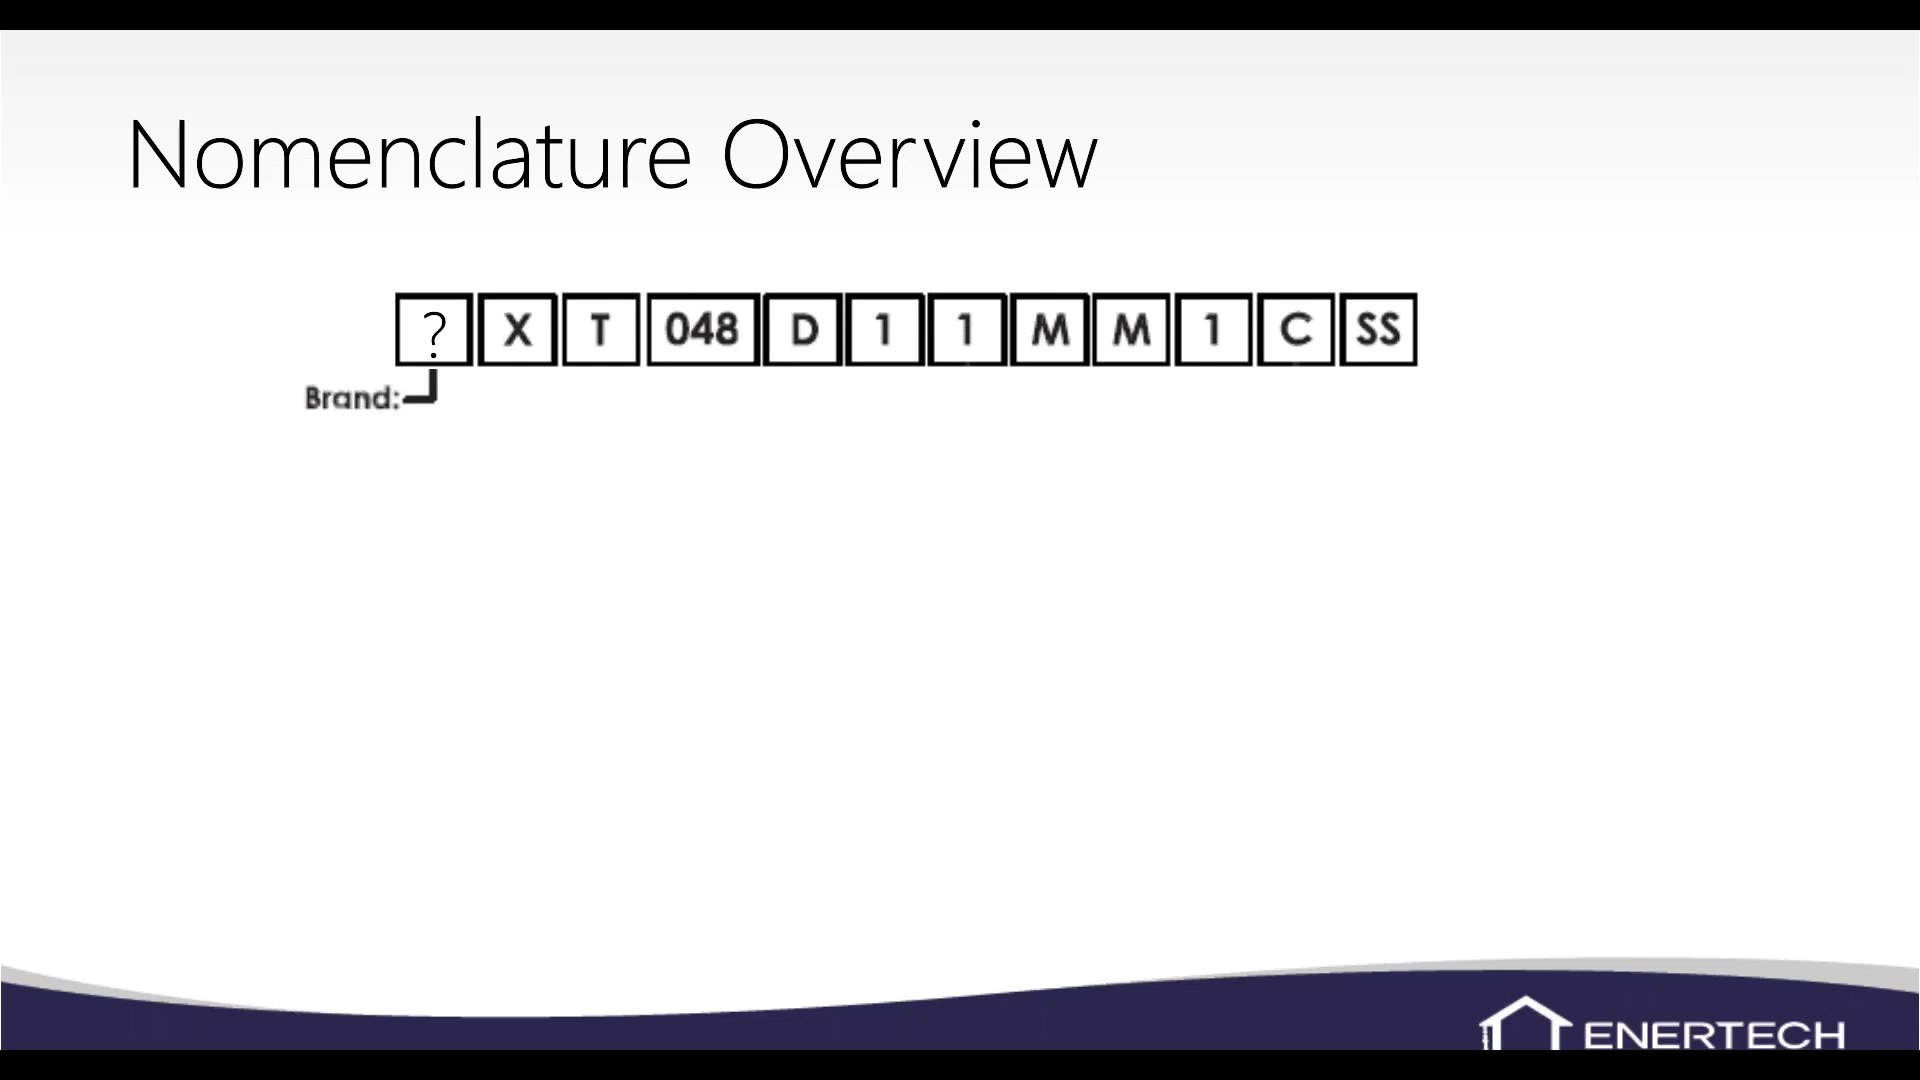 Nomenclature Overview
? X T 048 D 1 1 M M 1 C SS
Brand:
ENERTECH